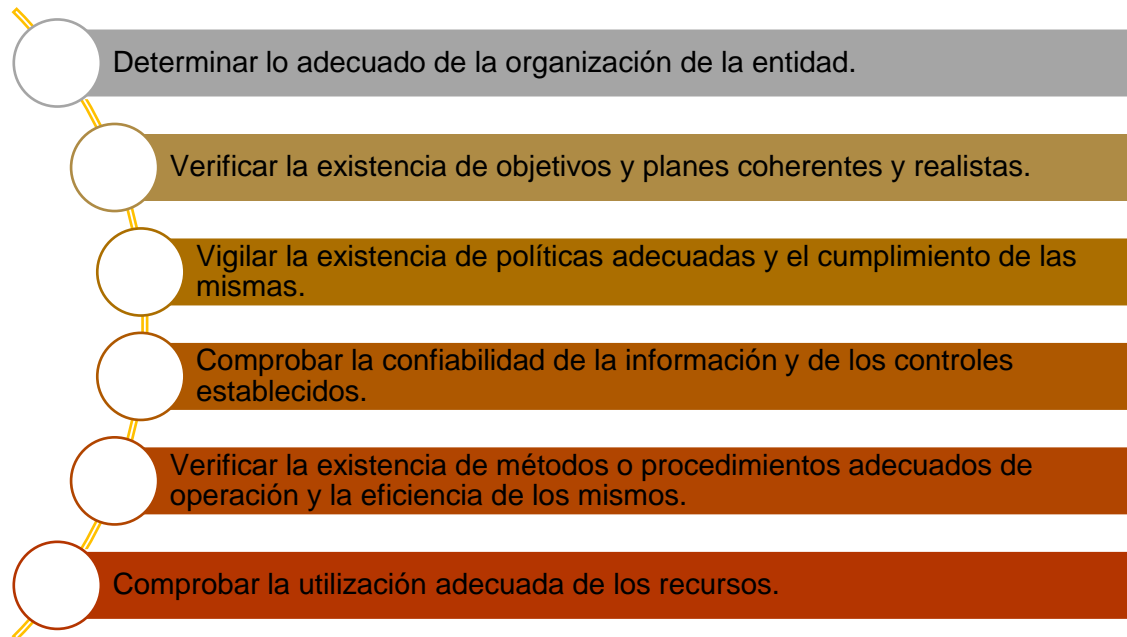 Determinar lo adecuado de la organización de la entidad.
Verificar la existencia de objetivos y planes coherentes y realistas.
Vigilar la existencia de políticas adecuadas y el cumplimiento de las
mismas.
Comprobar la confiabilidad de la información y de los controles
establecidos.
Verificar la existencia de métodos o procedimientos adecuados de
operación y la eficiencia de los mismos.
Comprobar la utilización adecuada de los recursos.